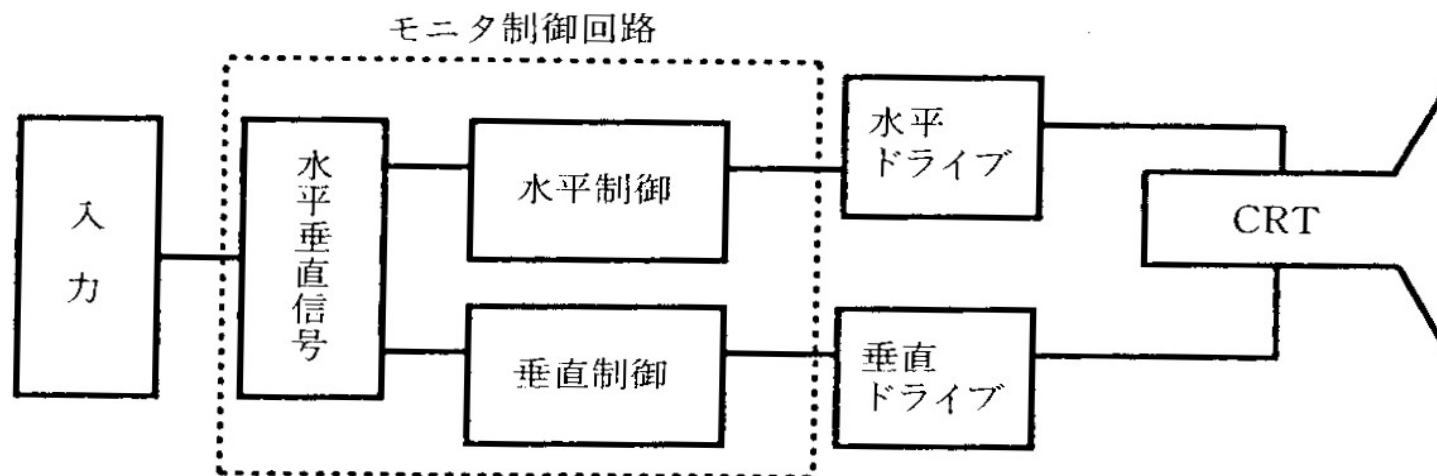 モニタ制御回路
入力
水平垂直信号
水平制御
垂直制御
水平
ドライブ
垂直
ドライブ
CRT